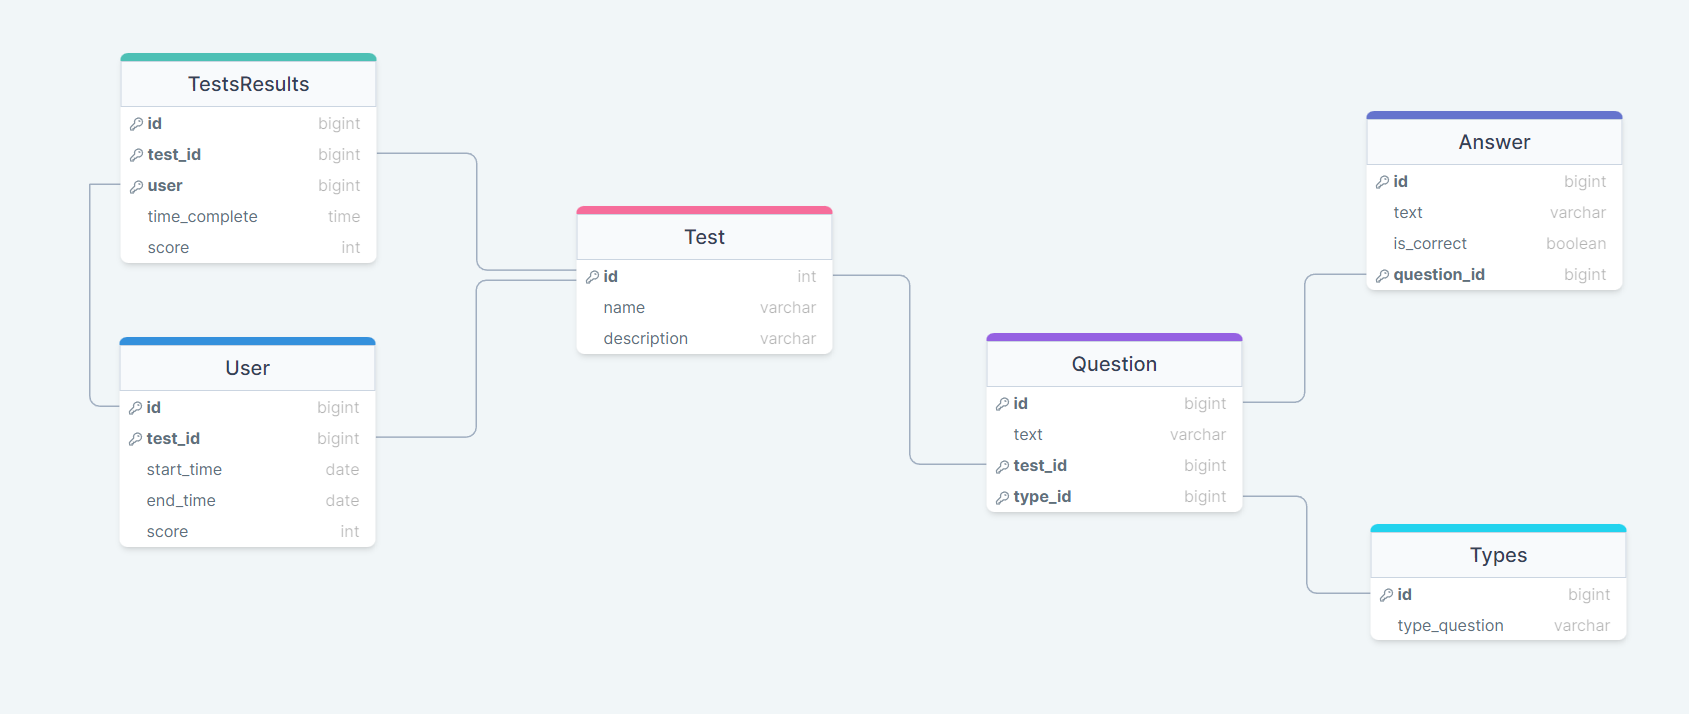 TestsResults
id bigint
test_id bigint
user bigint
time_complete time
score int
User
id bigint
test_id bigint
start_time date
end_time date
score int
Test
id int
name varchar
description varchar
Question
id bigint
text varchar
test_id bigint
type_id bigint
Answer
id bigint
text varchar
is_correct boolean
question_id bigint
Types
id bigint
type_question varchar